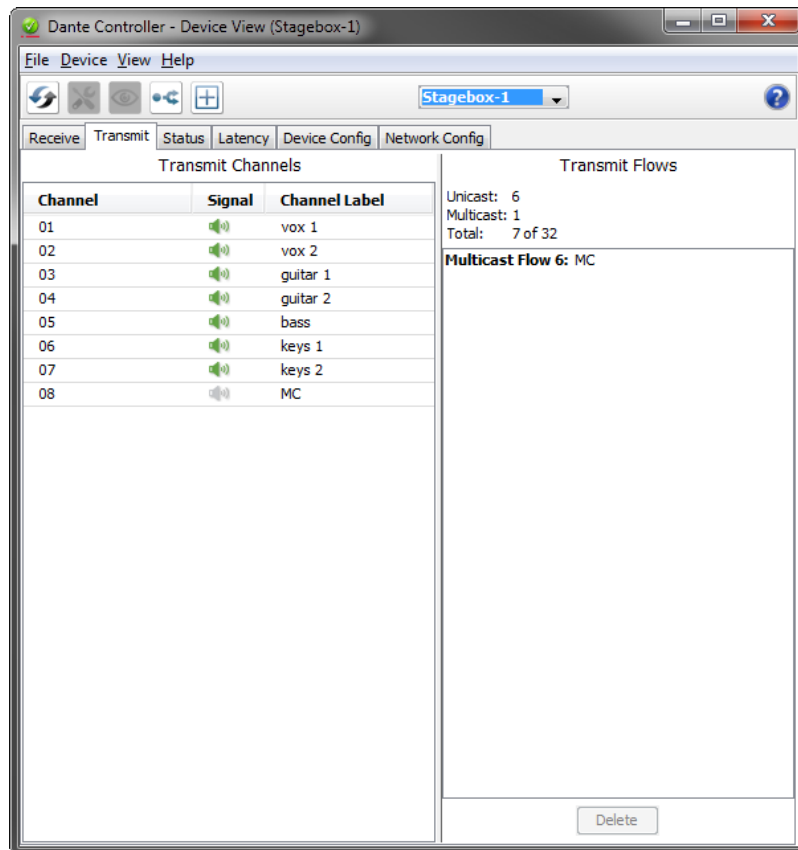 Dante Controller - Device View (Stagebox-1)
File Device View Help
Stagebox-1
Receive Transmit Status Latency Device Config Network Config
Transmit Channels
Channel Signal Channel Label
01 vox 1
02 vox 2
03 guitar 1
04 guitar 2
05 bass
06 keys 1
07 keys 2
08 MC
Transmit Flows
Unicast: 6
Multicast: 1
Total: 7 of 32
Multicast Flow 6: MC
Delete